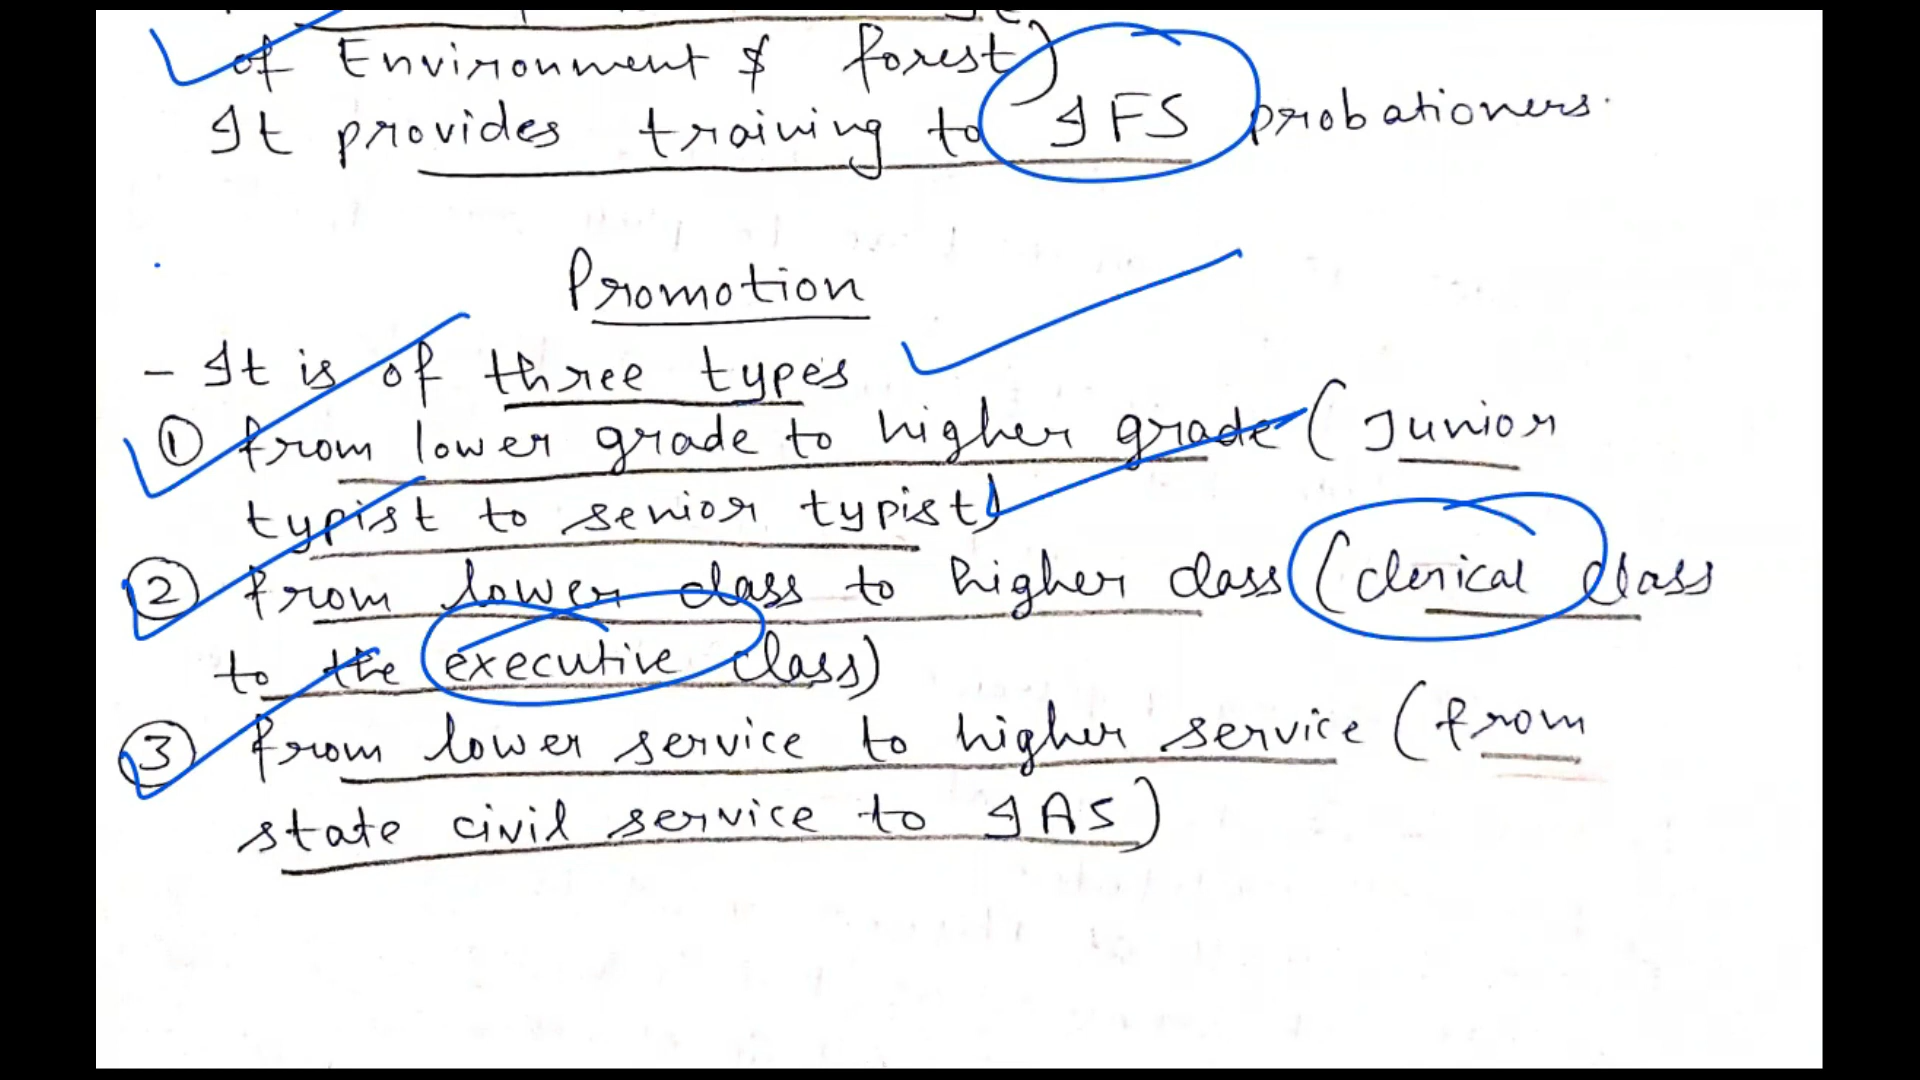 of Environment & forest)
It provides training to IFS probationers.
Promotion
- It is of three types
① from lower grade to higher grade (Junior
typist to senior typist)
② from lower class to higher class (clerical class
to the executive class)
③ from lower service to higher service (from
state civil service to IAS)